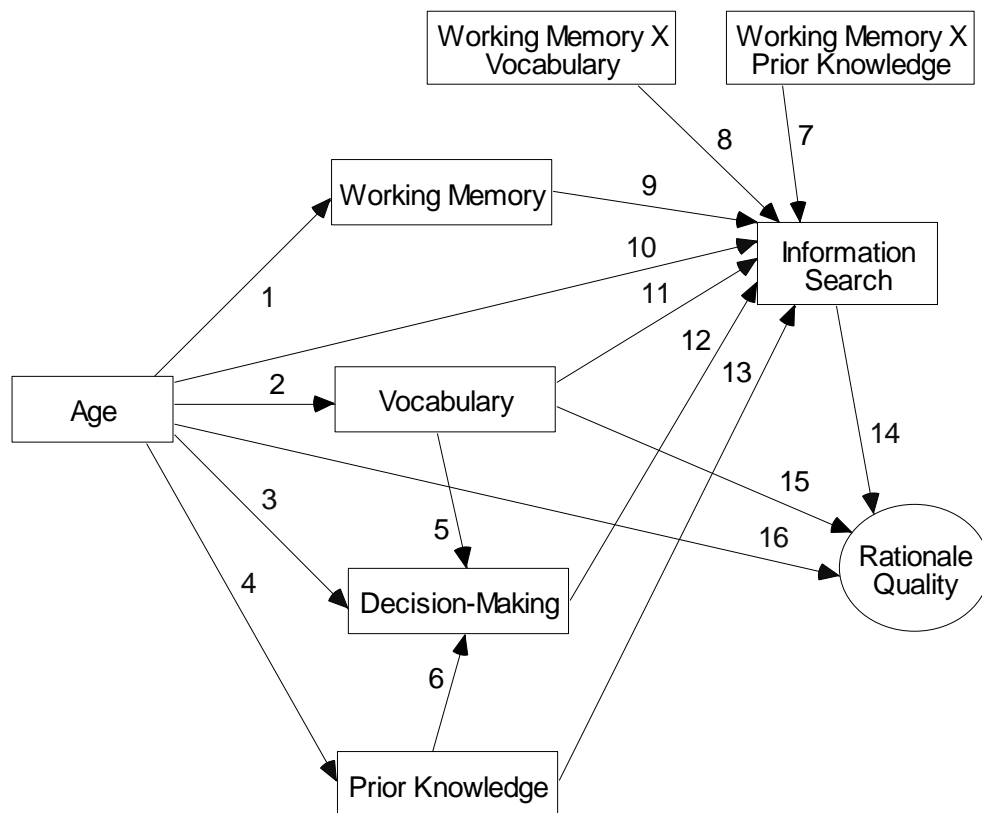 Working Memory X
Vocabulary
Working Memory X
Prior Knowledge
8
7
Working Memory
9
10
Information
Search
1
11
12
13
2
Age
Vocabulary
14
3
15
5
16
4
Rationale
Quality
Decision-Making
6
Prior Knowledge